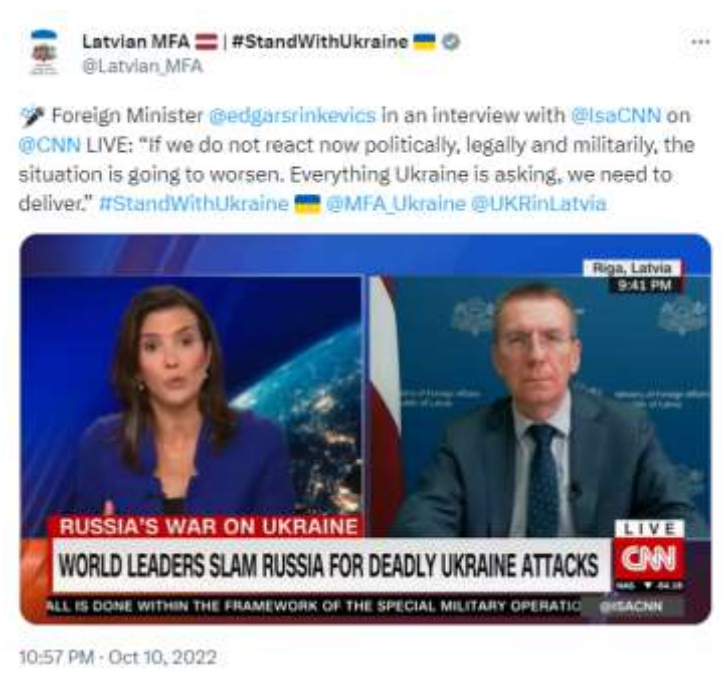 Latvian MFA | #StandWithUkraine
@Latvian_MFA
Foreign Minister @edgarsrinkevics in an interview with @IsaCNN on
@CNN LIVE: “If we do not react now politically, legally and militarily, the
situation is going to worsen. Everything Ukraine is asking, we need to
deliver.” #StandWithUkraine @MFA_Ukraine @UKRinLatvia
Riga, Latvia
9:41 PM
RUSSIA'S WAR ON UKRAINE
LIVE
WORLD LEADERS SLAM RUSSIA FOR DEADLY UKRAINE ATTACKS
CNN
ALL IS DONE WITHIN THE FRAMEWORK OF THE SPECIAL MILITARY OPERATIO
@ISACNN
10:57 PM · Oct 10, 2022